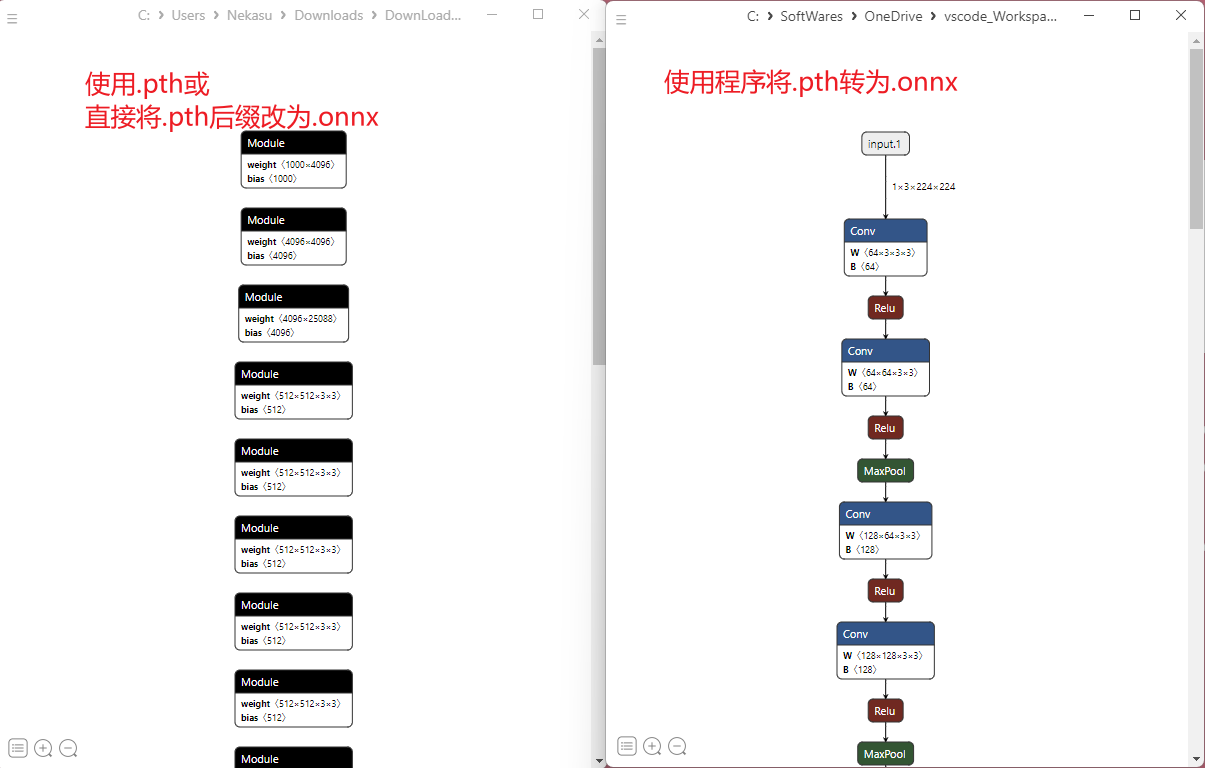 C: > Users > Nekasu > Downloads > DownLoad...
使用.pth或
直接将.pth后缀改为.onnx
Module
weight 〈1000×4096〉
bias 〈1000〉
Module
weight 〈4096×4096〉
bias 〈4096〉
Module
weight 〈4096×25088〉
bias 〈4096〉
Module
weight 〈512×512×3×3〉
bias 〈512〉
Module
weight 〈512×512×3×3〉
bias 〈512〉
Module
weight 〈512×512×3×3〉
bias 〈512〉
Module
weight 〈512×512×3×3〉
bias 〈512〉
Module
weight 〈512×512×3×3〉
bias 〈512〉
Module
C: > SoftWares > OneDrive > vscode_Workspa...
使用程序将.pth转为.onnx
input.1
1×3×224×224
Conv
W 〈64×3×3×3〉
B 〈64〉
Relu
Conv
W 〈64×64×3×3〉
B 〈64〉
Relu
MaxPool
Conv
W 〈128×64×3×3〉
B 〈128〉
Relu
Conv
W 〈128×128×3×3〉
B 〈128〉
Relu
MaxPool